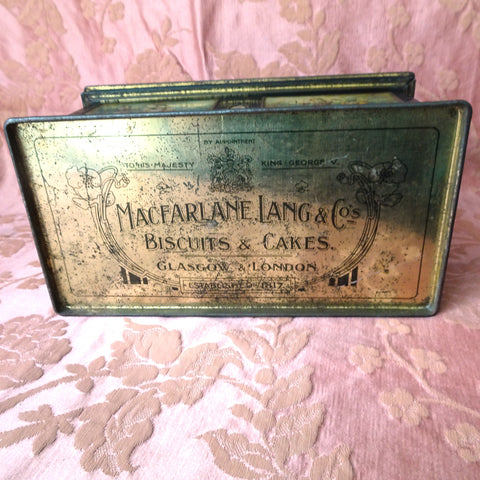 BY APPOINTMENT
TO HIS MAJESTY KING GEORGE V.
MACFARLANE, LANG & CO'S
BISCUITS & CAKES.
GLASGOW & LONDON
ESTABLISHED 1817